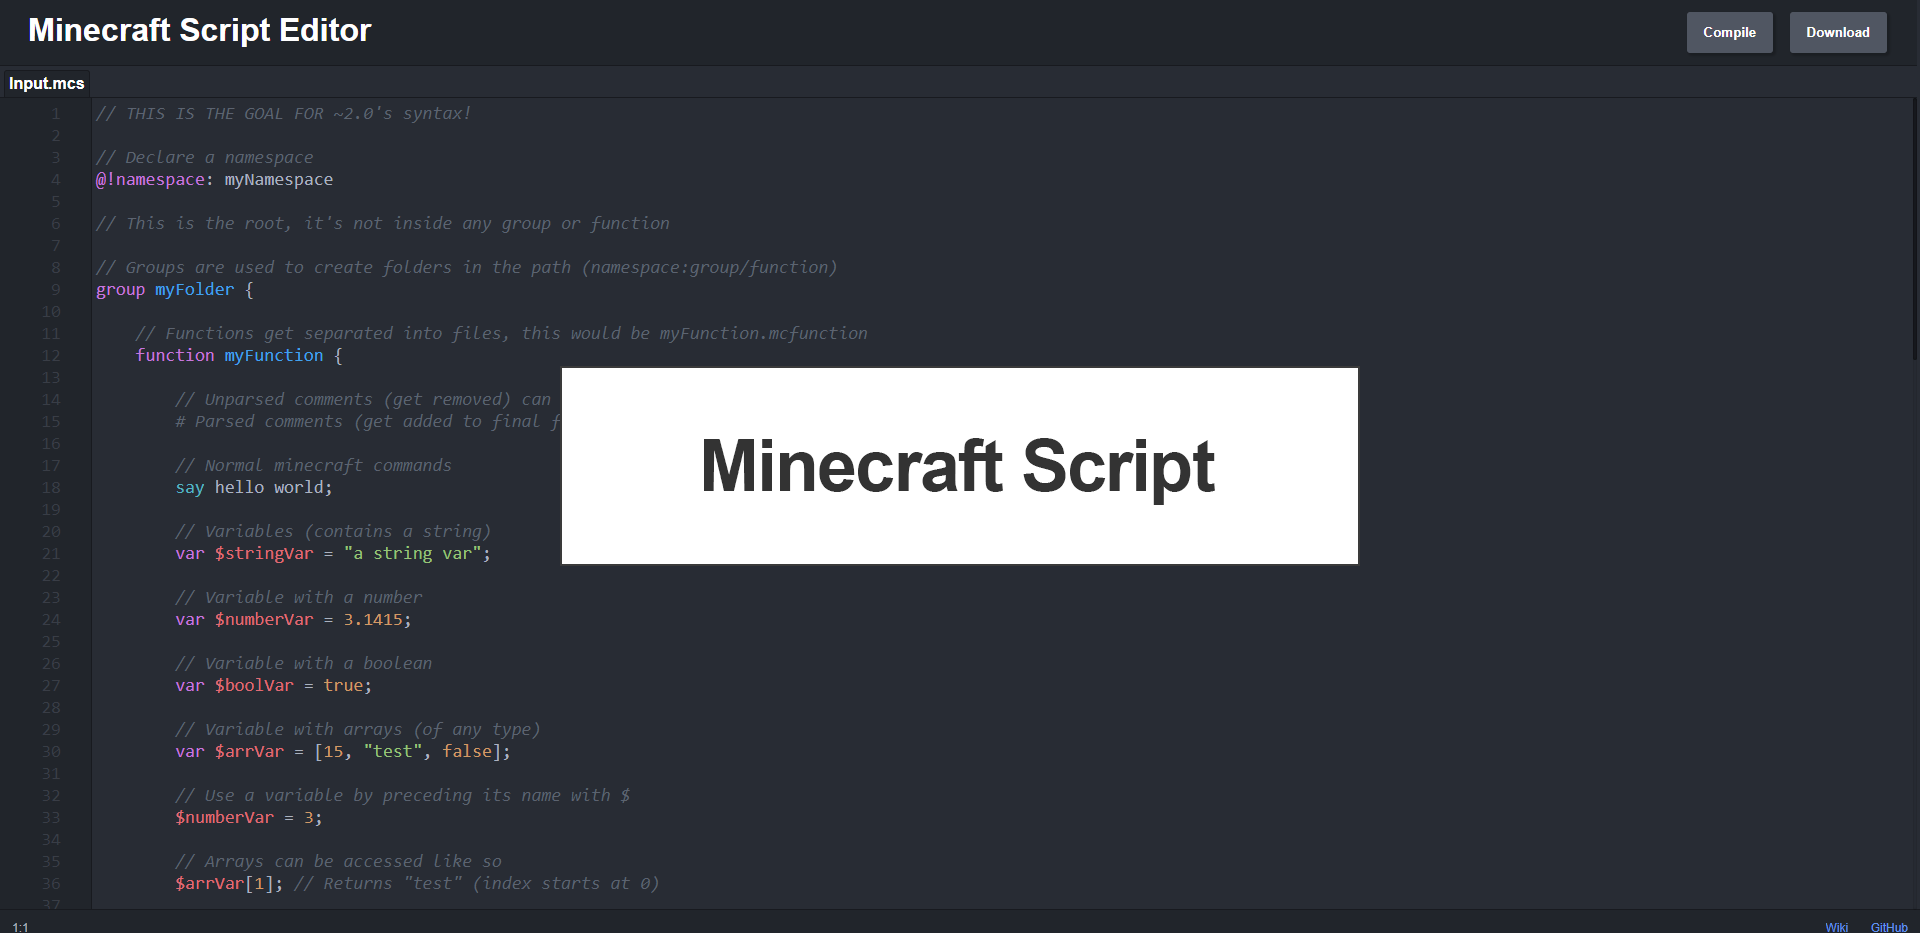 Minecraft Script Editor
Compile
Download
Input.mcs
1 // THIS IS THE GOAL FOR ~2.0's syntax!
2
3 // Declare a namespace
4 @!namespace: myNamespace
5
6 // This is the root, it's not inside any group or function
7
8 // Groups are used to create folders in the path (namespace:group/function)
9 group myFolder {
10
11 // Functions get separated into files, this would be myFunction.mcfunction
12 function myFunction {
13
14 // Unparsed comments (get removed) can
15 # Parsed comments (get added to final f
16
17 // Normal minecraft commands
18 say hello world;
19
20 // Variables (contains a string)
21 var $stringVar = "a string var";
22
23 // Variable with a number
24 var $numberVar = 3.1415;
25
26 // Variable with a boolean
27 var $boolVar = true;
28
29 // Variable with arrays (of any type)
30 var $arrVar = [15, "test", false];
31
32 // Use a variable by preceding its name with $
33 $numberVar = 3;
34
35 // Arrays can be accessed like so
36 $arrVar[1]; // Returns "test" (index starts at 0)
37
Minecraft Script
1:1
Wiki
GitHub